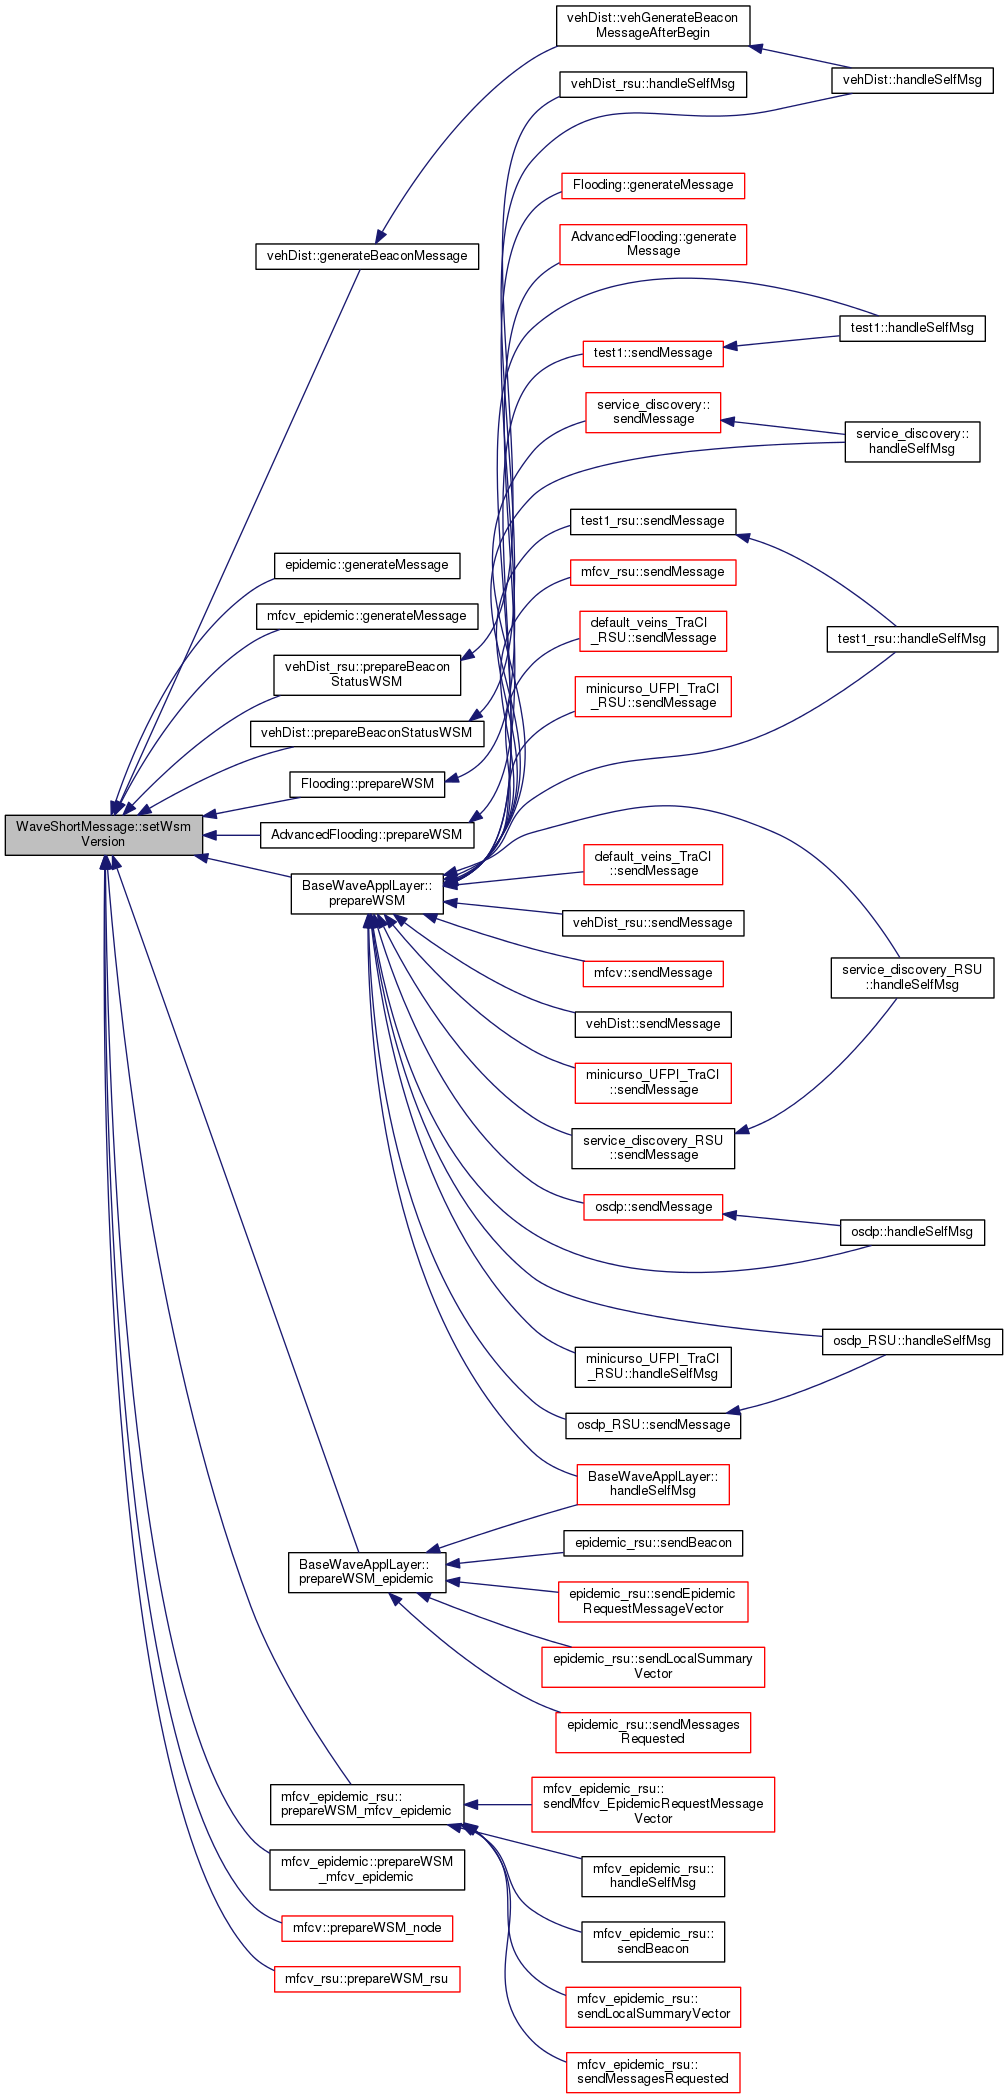 vehDist::vehGenerateBeacon
MessageAfterBegin
vehDist::handleSelfMsg
vehDist_rsu::handleSelfMsg
Flooding::generateMessage
AdvancedFlooding::generate
Message
vehDist::generateBeaconMessage
test1::handleSelfMsg
test1::sendMessage
service_discovery::
sendMessage
service_discovery::
handleSelfMsg
test1_rsu::sendMessage
epidemic::generateMessage
mfcv_rsu::sendMessage
mfcv_epidemic::generateMessage
default_veins_TraCI
_RSU::sendMessage
test1_rsu::handleSelfMsg
vehDist_rsu::prepareBeacon
StatusWSM
minicurso_UFPI_TraCI
_RSU::sendMessage
vehDist::prepareBeaconStatusWSM
Flooding::prepareWSM
WaveShortMessage::setWsm
Version
AdvancedFlooding::prepareWSM
default_veins_TraCI
::sendMessage
BaseWaveApplLayer::
prepareWSM
vehDist_rsu::sendMessage
mfcv::sendMessage
service_discovery_RSU
::handleSelfMsg
vehDist::sendMessage
minicurso_UFPI_TraCI
::sendMessage
service_discovery_RSU
::sendMessage
osdp::sendMessage
osdp::handleSelfMsg
osdp_RSU::handleSelfMsg
minicurso_UFPI_TraCI
_RSU::handleSelfMsg
osdp_RSU::sendMessage
BaseWaveApplLayer::
handleSelfMsg
epidemic_rsu::sendBeacon
BaseWaveApplLayer::
prepareWSM_epidemic
epidemic_rsu::sendEpidemic
RequestMessageVector
epidemic_rsu::sendLocalSummary
Vector
epidemic_rsu::sendMessages
Requested
mfcv_epidemic_rsu::
prepareWSM_mfcv_epidemic
mfcv_epidemic_rsu::
sendMfcv_EpidemicRequestMessage
Vector
mfcv_epidemic::prepareWSM
_mfcv_epidemic
mfcv_epidemic_rsu::
handleSelfMsg
mfcv::prepareWSM_node
mfcv_epidemic_rsu::
sendBeacon
mfcv_rsu::prepareWSM_rsu
mfcv_epidemic_rsu::
sendLocalSummaryVector
mfcv_epidemic_rsu::
sendMessagesRequested